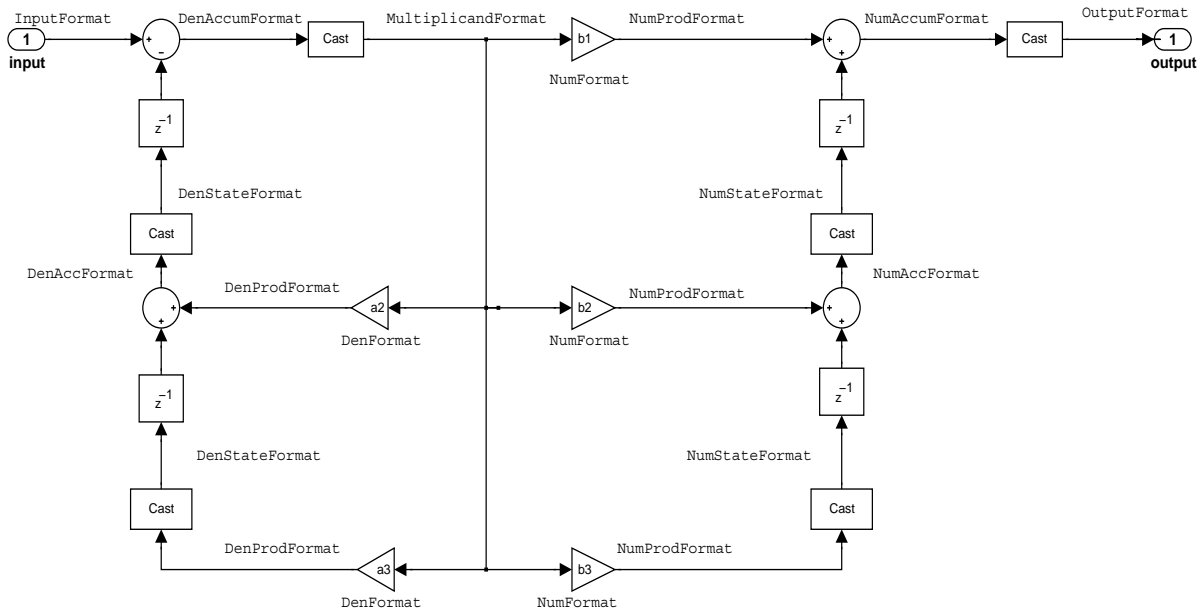 InputFormat DenAccumFormat MultiplicandFormat NumProdFormat NumAccumFormat OutputFormat
1 + − Cast b1 + + Cast 1
input output
NumFormat
z−1 z−1
DenStateFormat NumStateFormat
Cast Cast
DenAccFormat NumAccFormat
DenProdFormat NumProdFormat
+ + a2 b2 + +
DenFormat NumFormat
z−1 z−1
DenStateFormat NumStateFormat
Cast Cast
DenProdFormat NumProdFormat
a3 b3
DenFormat NumFormat